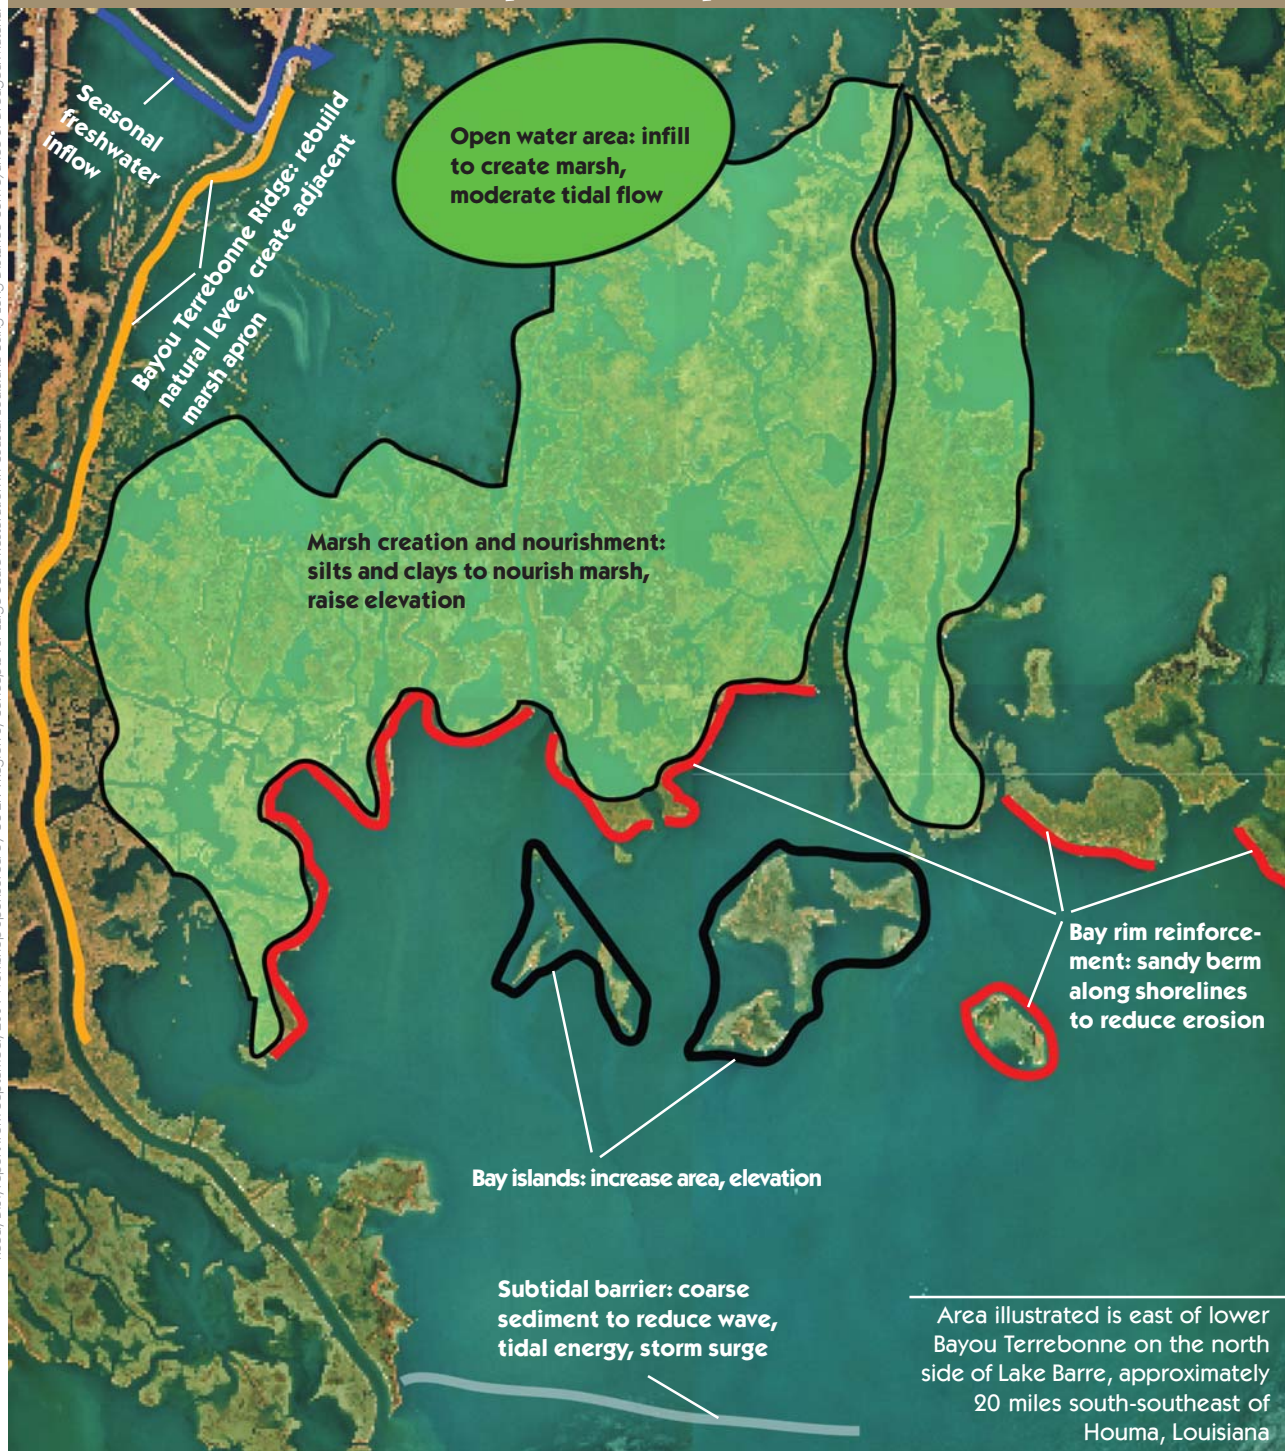 Seasonal
freshwater
inflow
Bayou Terrebonne Ridge: rebuild
natural levee, create adjacent
marsh apron
Open water area: infill
to create marsh,
moderate tidal flow
Marsh creation and nourishment:
silts and clays to nourish marsh,
raise elevation
Bay rim reinforce-
ment: sandy berm
along shorelines
to reduce erosion
Bay islands: increase area, elevation
Subtidal barrier: coarse
sediment to reduce wave,
tidal energy, storm surge
Area illustrated is east of lower
Bayou Terrebonne on the north
side of Lake Barre, approximately
20 miles south-southeast of
Houma, Louisiana